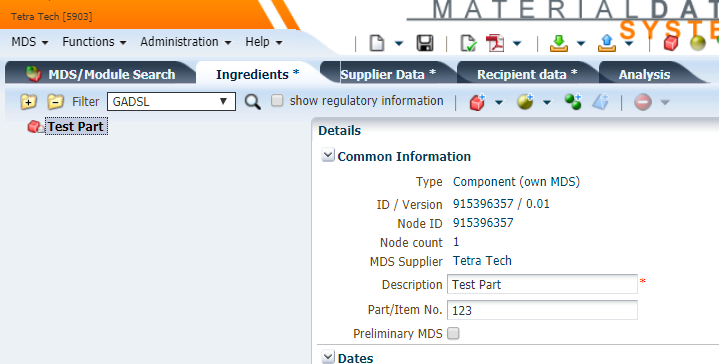 MATERIAL DATA
SYSTE
Tetra Tech [5903]
MDS Functions Administration Help
MDS/Module Search Ingredients * Supplier Data * Recipient data * Analysis
Filter GADSL show regulatory information
Test Part
Details
Common Information
Type Component (own MDS)
ID / Version 915396357 / 0.01
Node ID 915396357
Node count 1
MDS Supplier Tetra Tech
Description Test Part *
Part/Item No. 123
Preliminary MDS
Dates